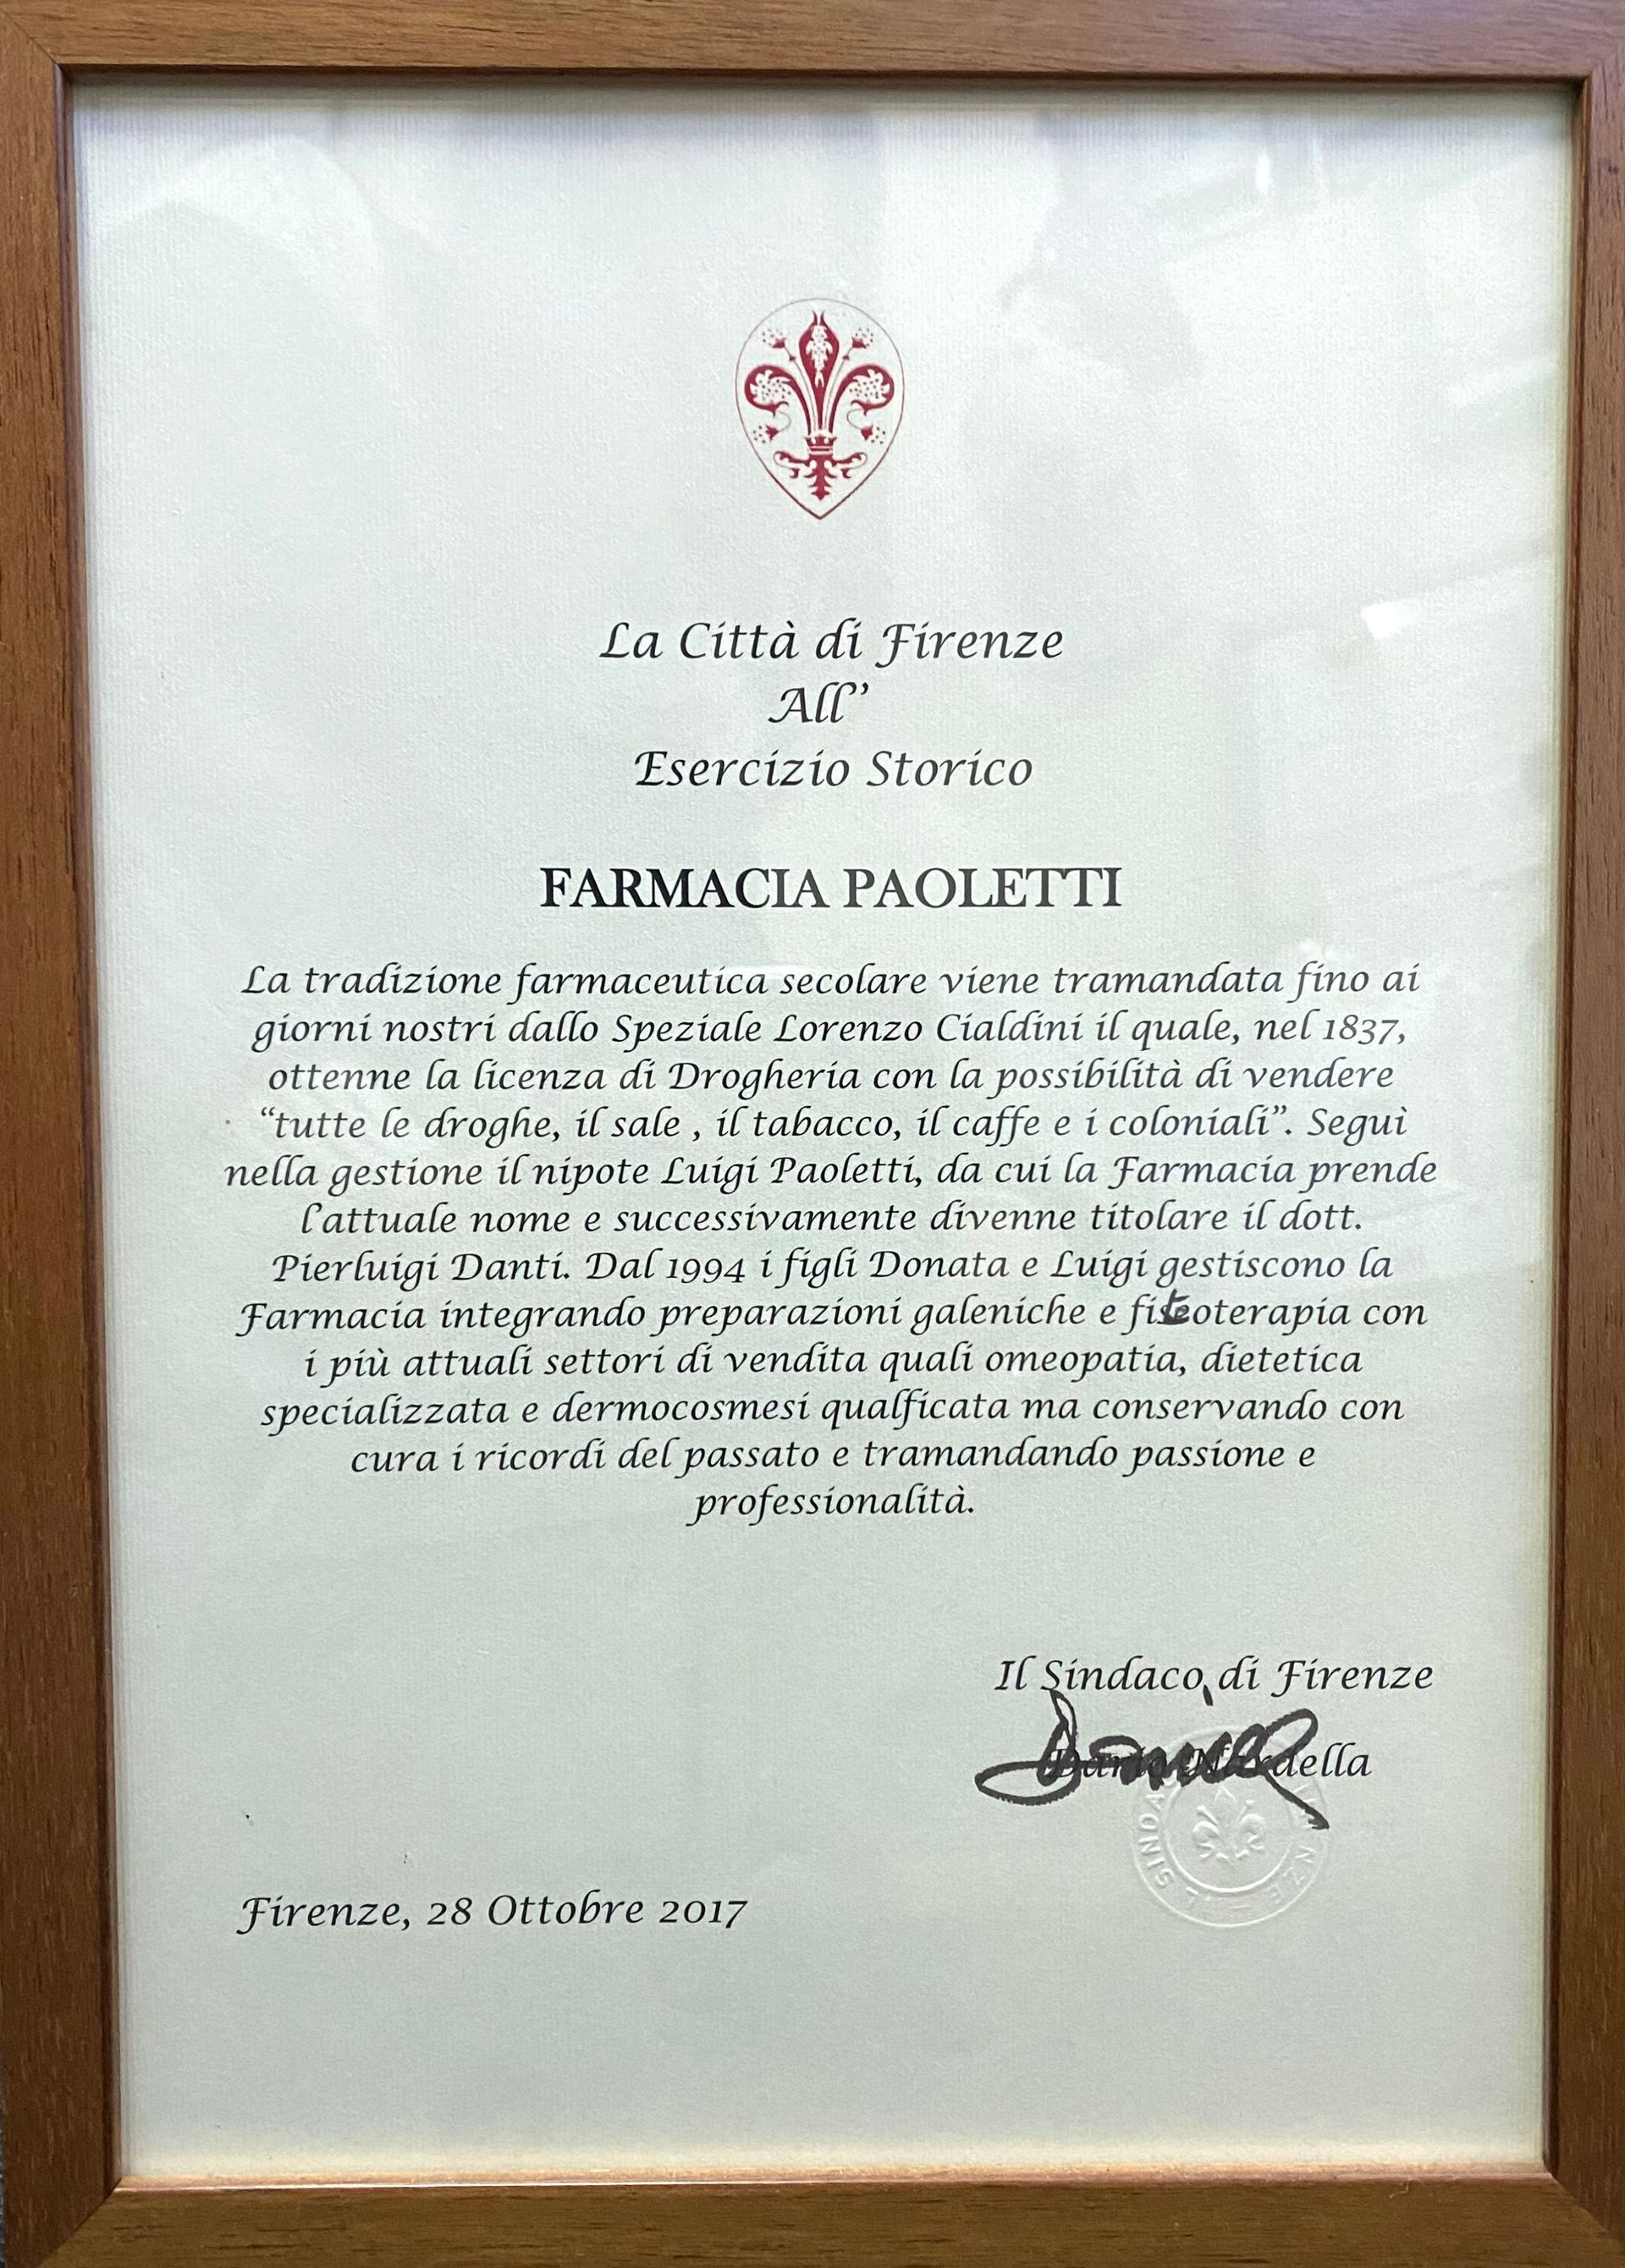 La Città di Firenze
All'
Esercizio Storico
FARMACIA PAOLETTI
La tradizione farmaceutica secolare viene tramandata fino ai
giorni nostri dallo Speziale Lorenzo Cialdini il quale, nel 1837,
ottenne la licenza di Drogheria con la possibilità di vendere
“tutte le droghe, il sale , il tabacco, il caffe e i coloniali”. Seguì
nella gestione il nipote Luigi Paoletti, da cui la Farmacia prende
l'attuale nome e successivamente divenne titolare il dott.
Pierluigi Danti. Dal 1994 i figli Donata e Luigi gestiscono la
Farmacia integrando preparazioni galeniche e fitoterapia con
i più attuali settori di vendita quali omeopatia, dietetica
specializzata e dermocosmesi qualficata ma conservando con
cura i ricordi del passato e tramandando passione e
professionalità.
Il Sindaco di Firenze
Dario Nardella
Firenze, 28 Ottobre 2017